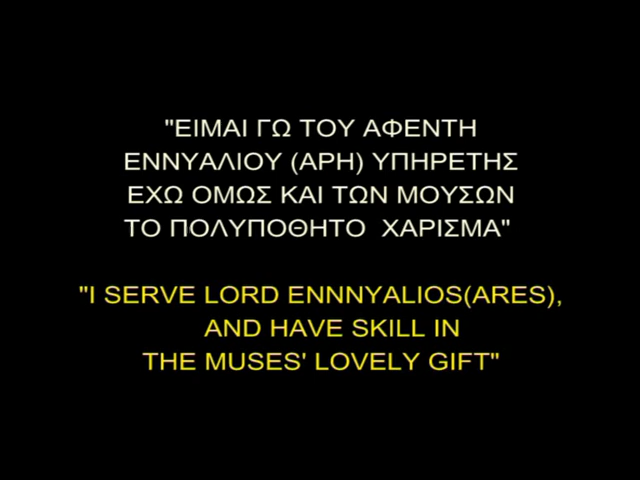 "ΕΙΜΑΙ ΓΩ ΤΟΥ ΑΦΕΝΤΗ
ΕΝΝΥΑΛΙΟΥ (ΑΡΗ) ΥΠΗΡΕΤΗΣ
ΕΧΩ ΟΜΩΣ ΚΑΙ ΤΩΝ ΜΟΥΣΩΝ
ΤΟ ΠΟΛΥΠΟΘΗΤΟ ΧΑΡΙΣΜΑ"
"I SERVE LORD ENNNYALIOS(ARES),
AND HAVE SKILL IN
THE MUSES' LOVELY GIFT"